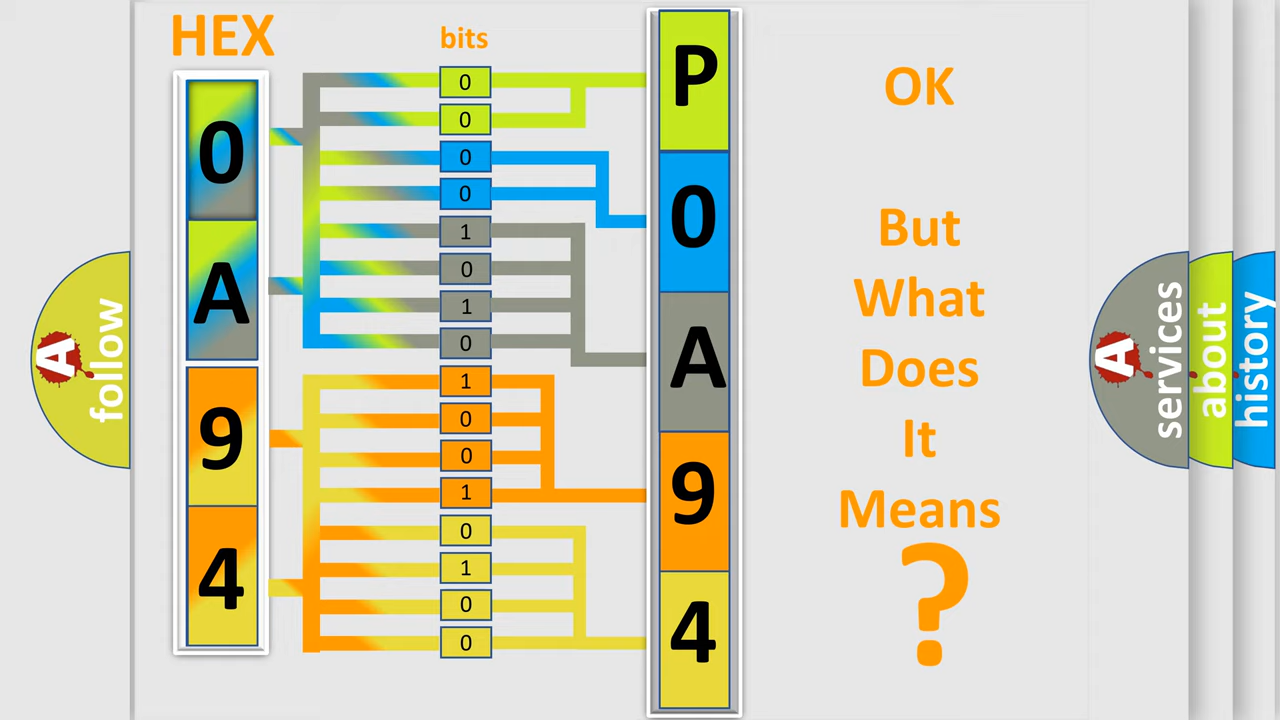 HEX
bits
0
A
9
4
0
0
0
0
1
0
1
0
1
0
0
1
0
1
0
0
P
0
A
9
4
OK
But
What
Does
It
Means
?
A
follow
A
services
about
history